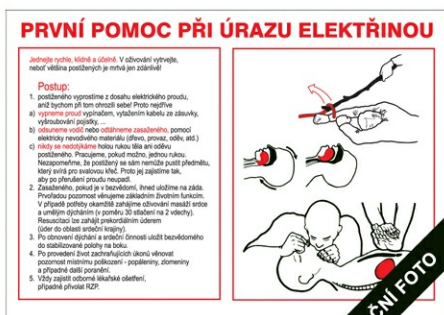 PRVNÍ POMOC PŘI ÚRAZU ELEKTŘINOU
Jednejte rychle, klidně a účelně. V oživování vytrvejte,
neboť většina postižených je mrtvá jen zdánlivě!
Postup:
1. postiženého vyprostíme z dosahu elektrického proudu,
aniž bychom při tom ohrozili sebe! Proto nejdříve
a) vypneme proud vypínačem, vytažením kabelu ze zásuvky,
vyšroubování pojistky, ...
b) odsuneme vodič nebo odtáhneme zasaženého, pomocí
elektricky nevodivého materiálu (dřevo, provaz, oděv, atd.)
c) nikdy se nedotýkáme holou rukou těla ani oděvu
postiženého. Pracujeme, pokud možno, jednou rukou.
Nezapomeňme, že postižený se sám nemůže pustit předmětu,
který svírá pro svalovou křeč. Proto jej zajistíme tak,
aby po přerušení proudu neupadl.
2. Zasaženého, pokud je v bezvědomí, ihned uložíme na záda.
Prvořadou pozornost věnujeme základním životním funkcím.
V případě potřeby okamžitě zahájíme oživování masáží srdce
a umělým dýcháním (v poměru 30 stlačení na 2 vdechy).
Resuscitaci lze zahájit prekordiálním úderem
(úder do oblasti srdeční krajiny).
3. Po obnovení dýchání a srdeční činnosti uložit bezvědomého
do stabilizované polohy na boku.
4. Po provedení život zachraňujících úkonů věnovat
pozornost místnímu poškození - popáleniny, zlomeniny
a případné další poranění.
5. Vždy zajistit odborné lékařské ošetření,
případně přivolat RZP.
ČNÍ FOTO